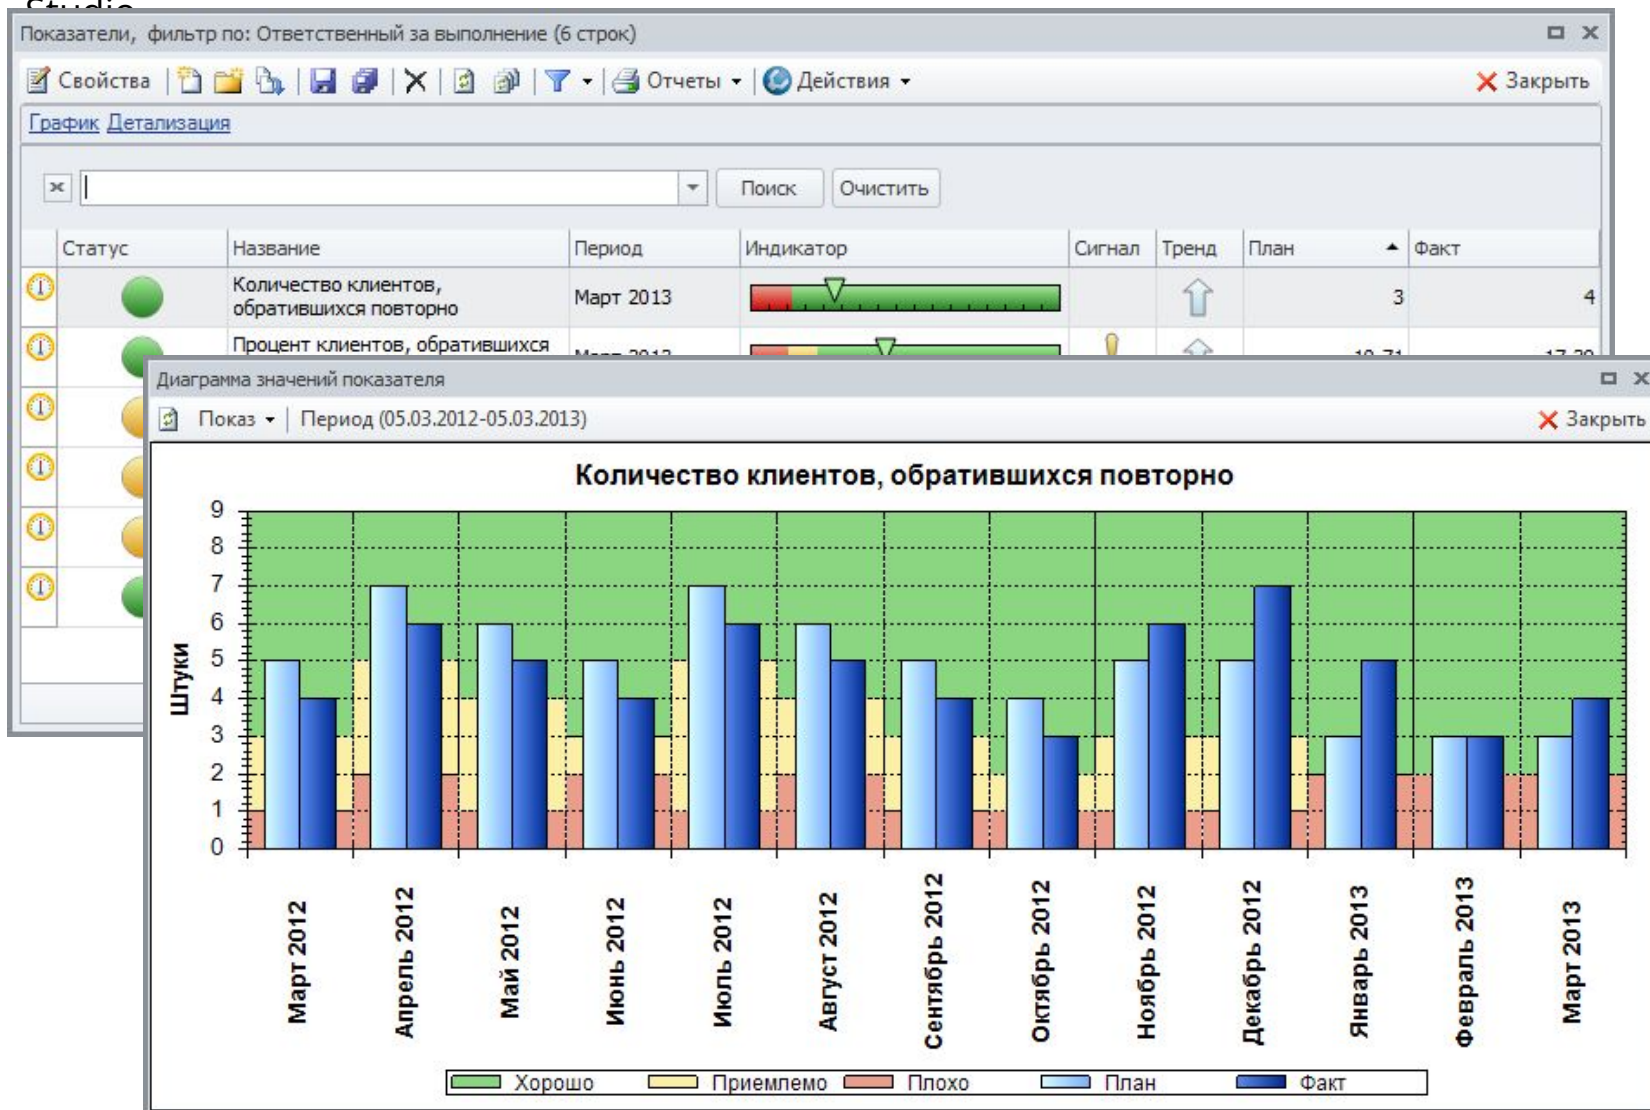 Studio
Показатели, фильтр по: Ответственный за выполнение (6 строк)
Свойства Отчеты Действия Закрыть
График Детализация
Поиск Очистить
Статус Название Период Индикатор Сигнал Тренд План Факт
Количество клиентов,
обратившихся повторно
Март 2013 3 4
Процент клиентов, обратившихся
Март 2013
Диаграмма значений показателя
Показ Период (05.03.2012-05.03.2013) Закрыть
Количество клиентов, обратившихся повторно
Штуки
9
8
7
6
5
4
3
2
1
0
Март 2012
Апрель 2012
Май 2012
Июнь 2012
Июль 2012
Август 2012
Сентябрь 2012
Октябрь 2012
Ноябрь 2012
Декабрь 2012
Январь 2013
Февраль 2013
Март 2013
Хорошо Приемлемо Плохо План Факт